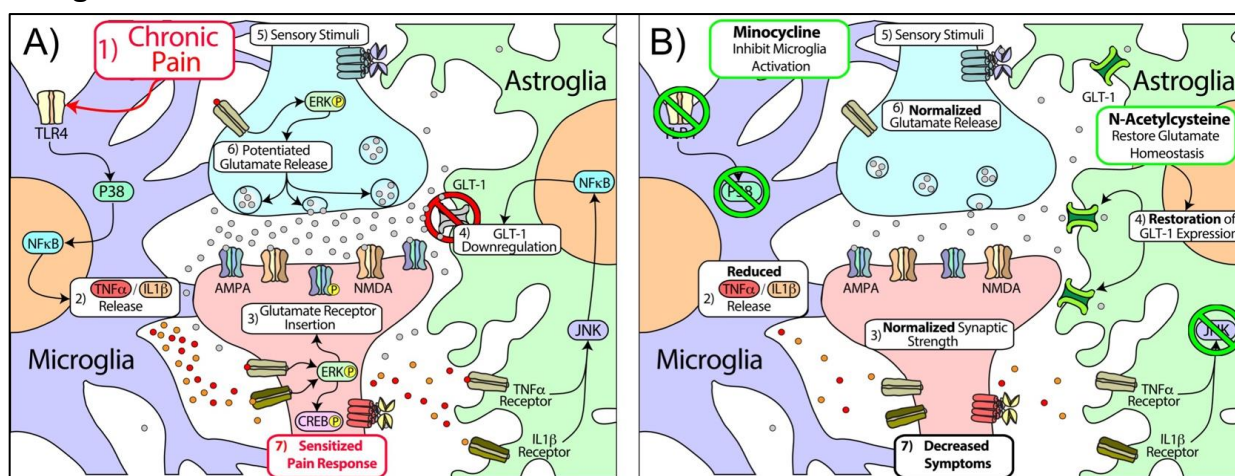 A)
1) Chronic
Pain
TLR4
P38
NFκB
2) TNFα / IL1β
Release
Microglia
5) Sensory Stimuli
ERK P
6) Potentiated
Glutamate Release
AMPA
NMDA
P
3) Glutamate Receptor
Insertion
ERK P
CREB P
7) Sensitized
Pain Response
Astroglia
GLT-1
NFκB
4) GLT-1
Downregulation
JNK
TNFα
Receptor
IL1β
Receptor
B)
Minocycline
Inhibit Microglia
Activation
TLR4
P38
Reduced
2) TNFα / IL1β
Release
Microglia
5) Sensory Stimuli
6) Normalized
Glutamate Release
AMPA
NMDA
3) Normalized Synaptic
Strength
7) Decreased
Symptoms
Astroglia
GLT-1
N-Acetylcysteine
Restore Glutamate
Homeostasis
4) Restoration of
GLT-1 Expression
JNK
TNFα
Receptor
IL1β
Receptor